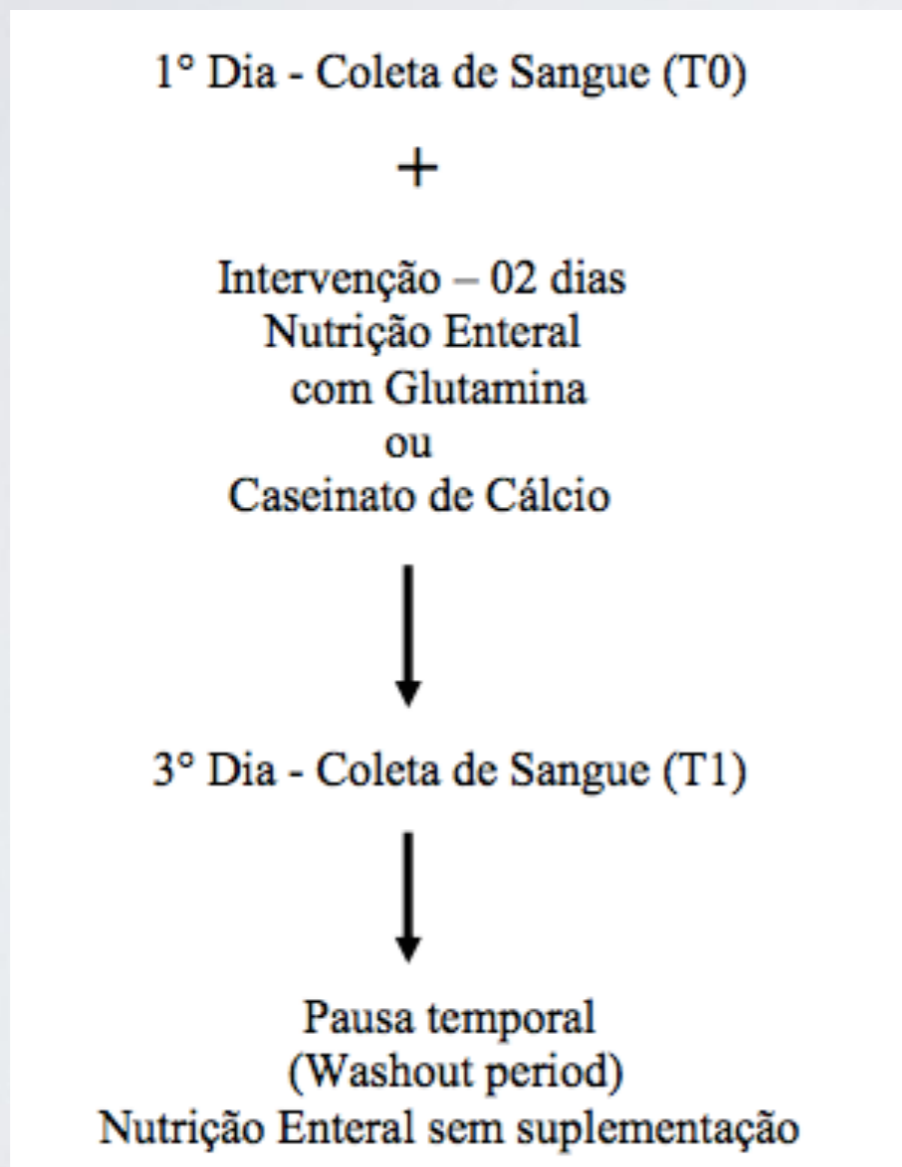 1° Dia - Coleta de Sangue (T0)
+
Intervenção – 02 dias
Nutrição Enteral
com Glutamina
ou
Caseinato de Cálcio
3° Dia - Coleta de Sangue (T1)
Pausa temporal
(Washout period)
Nutrição Enteral sem suplementação